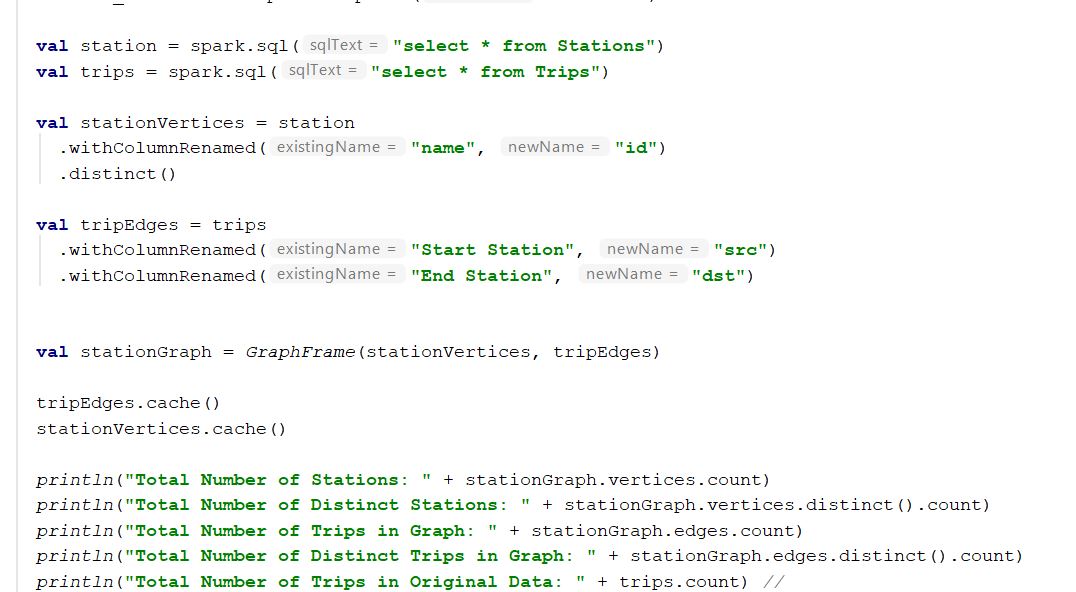 val station = spark.sql( sqlText = "select * from Stations")
val trips = spark.sql( sqlText = "select * from Trips")
val stationVertices = station
.withColumnRenamed( existingName = "name", newName = "id")
.distinct()
val tripEdges = trips
.withColumnRenamed( existingName = "Start Station", newName = "src")
.withColumnRenamed( existingName = "End Station", newName = "dst")
val stationGraph = GraphFrame(stationVertices, tripEdges)
tripEdges.cache()
stationVertices.cache()
println("Total Number of Stations: " + stationGraph.vertices.count)
println("Total Number of Distinct Stations: " + stationGraph.vertices.distinct().count)
println("Total Number of Trips in Graph: " + stationGraph.edges.count)
println("Total Number of Distinct Trips in Graph: " + stationGraph.edges.distinct().count)
println("Total Number of Trips in Original Data: " + trips.count) //